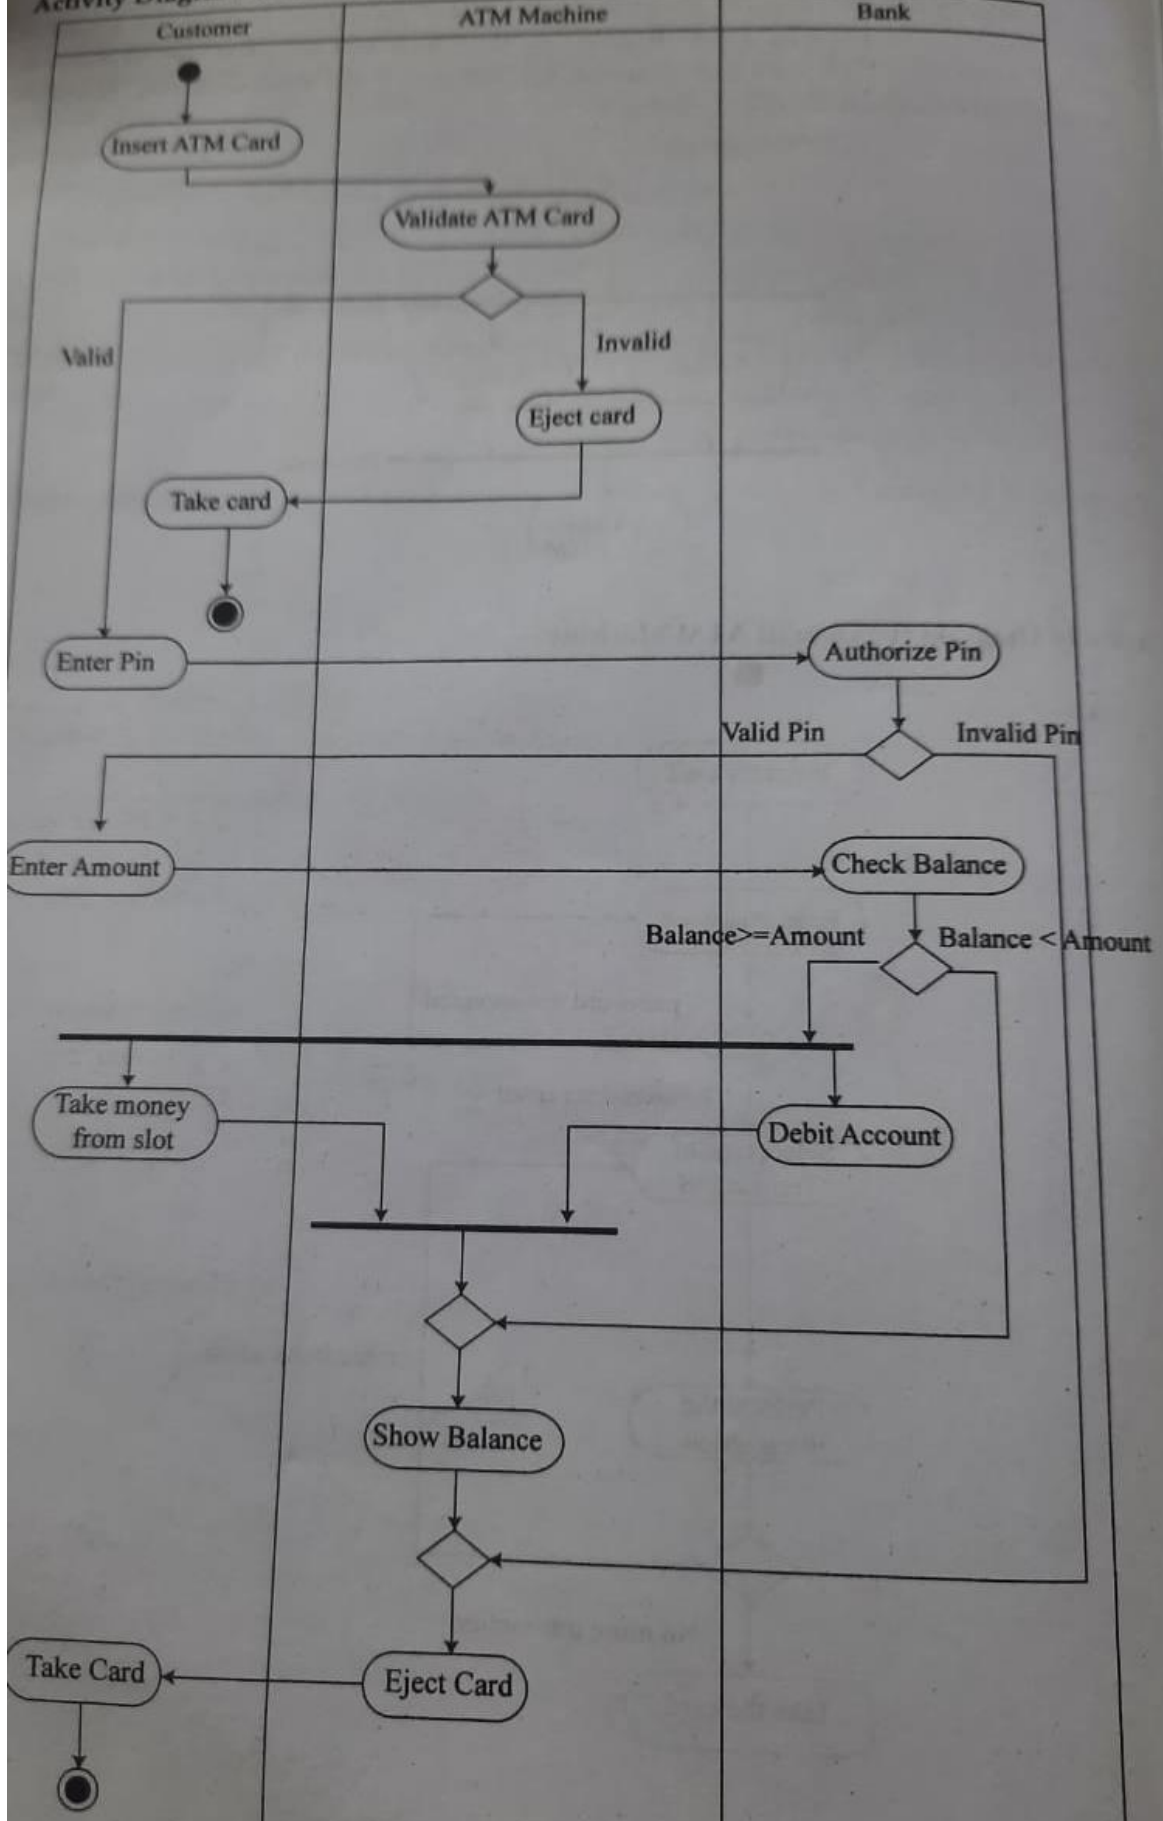 Activity
Customer
ATM Machine
Bank
Insert ATM Card
Validate ATM Card
Valid
Invalid
Eject card
Take card
Enter Pin
Authorize Pin
Valid Pin
Invalid Pin
Enter Amount
Check Balance
Balance>=Amount
Balance < Amount
Take money
from slot
Debit Account
Show Balance
Take Card
Eject Card